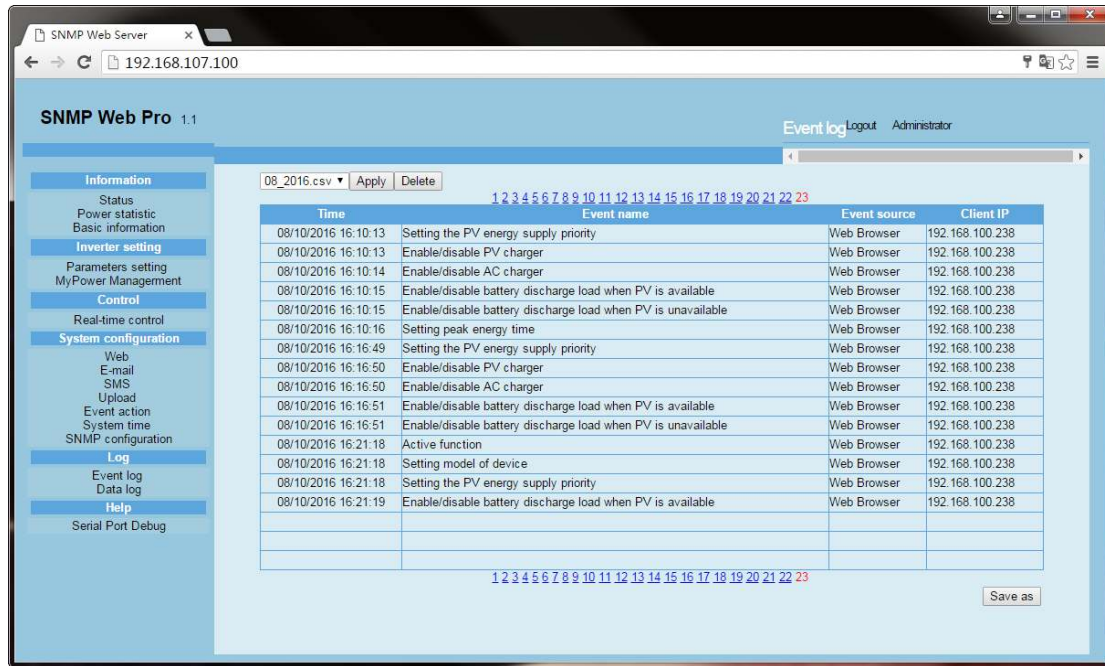 SNMP Web Server
192.168.107.100
SNMP Web Pro 1.1
Event log Logout Administrator
Information
Status
Power statistic
Basic information
Inverter setting
Parameters setting
MyPower Managerment
Control
Real-time control
System configuration
Web
E-mail
SMS
Upload
Event action
System time
SNMP configuration
Log
Event log
Data log
Help
Serial Port Debug
08_2016.csv Apply Delete
1 2 3 4 5 6 7 8 9 10 11 12 13 14 15 16 17 18 19 20 21 22 23
Time Event name Event source Client IP
08/10/2016 16:10:13 Setting the PV energy supply priority Web Browser 192.168.100.238
08/10/2016 16:10:13 Enable/disable PV charger Web Browser 192.168.100.238
08/10/2016 16:10:14 Enable/disable AC charger Web Browser 192.168.100.238
08/10/2016 16:10:15 Enable/disable battery discharge load when PV is available Web Browser 192.168.100.238
08/10/2016 16:10:15 Enable/disable battery discharge load when PV is unavailable Web Browser 192.168.100.238
08/10/2016 16:10:16 Setting peak energy time Web Browser 192.168.100.238
08/10/2016 16:16:49 Setting the PV energy supply priority Web Browser 192.168.100.238
08/10/2016 16:16:50 Enable/disable PV charger Web Browser 192.168.100.238
08/10/2016 16:16:50 Enable/disable AC charger Web Browser 192.168.100.238
08/10/2016 16:16:51 Enable/disable battery discharge load when PV is available Web Browser 192.168.100.238
08/10/2016 16:16:51 Enable/disable battery discharge load when PV is unavailable Web Browser 192.168.100.238
08/10/2016 16:21:18 Active function Web Browser 192.168.100.238
08/10/2016 16:21:18 Setting model of device Web Browser 192.168.100.238
08/10/2016 16:21:18 Setting the PV energy supply priority Web Browser 192.168.100.238
08/10/2016 16:21:19 Enable/disable battery discharge load when PV is available Web Browser 192.168.100.238
1 2 3 4 5 6 7 8 9 10 11 12 13 14 15 16 17 18 19 20 21 22 23
Save as